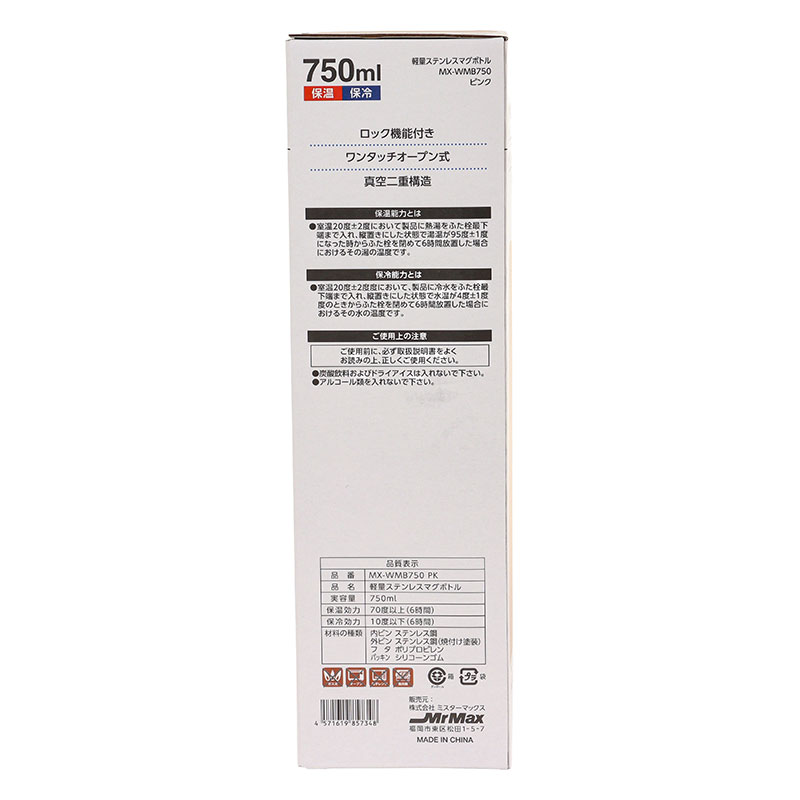 750ml
保温 保冷
軽量ステンレスマグボトル
MX-WMB750
ピンク
ロック機能付き
ワンタッチオープン式
真空二重構造
保温能力とは
●室温20度±2度において製品に熱湯をふた栓最下
端まで入れ、縦置きにした状態で湯温が95度±1度
になった時からふた栓を閉めて6時間放置した場合
におけるその湯の温度です。
保冷能力とは
●室温20度±2度度において、製品に冷水をふた栓最
下端まで入れ、縦置きにした状態で水温が4度±1度
度のときからふた栓を閉めて6時間放置した場合に
おけるその水の温度です。
ご使用上の注意
ご使用前に、必ず取扱説明書をよく
お読みの上、正しくご使用ください。
●炭酸飲料およびドライアイスは入れないで下さい。
●アルコール類を入れないで下さい。
品質表示
品番 MX-WMB750 PK
品名 軽量ステンレスマグボトル
実容量 750ml
保温効力 70度以上(6時間)
保冷効力 10度以下(6時間)
材料の種類 内ビン ステンレス鋼
外ビン ステンレス鋼(焼付け塗装)
フタ ポリプロピレン
パッキン シリコーンゴム
箱 プラ 袋
4 571619 857348
販売元:
株式会社 ミスターマックス
MrMax
福岡市東区松田1-5-7
MADE IN CHINA